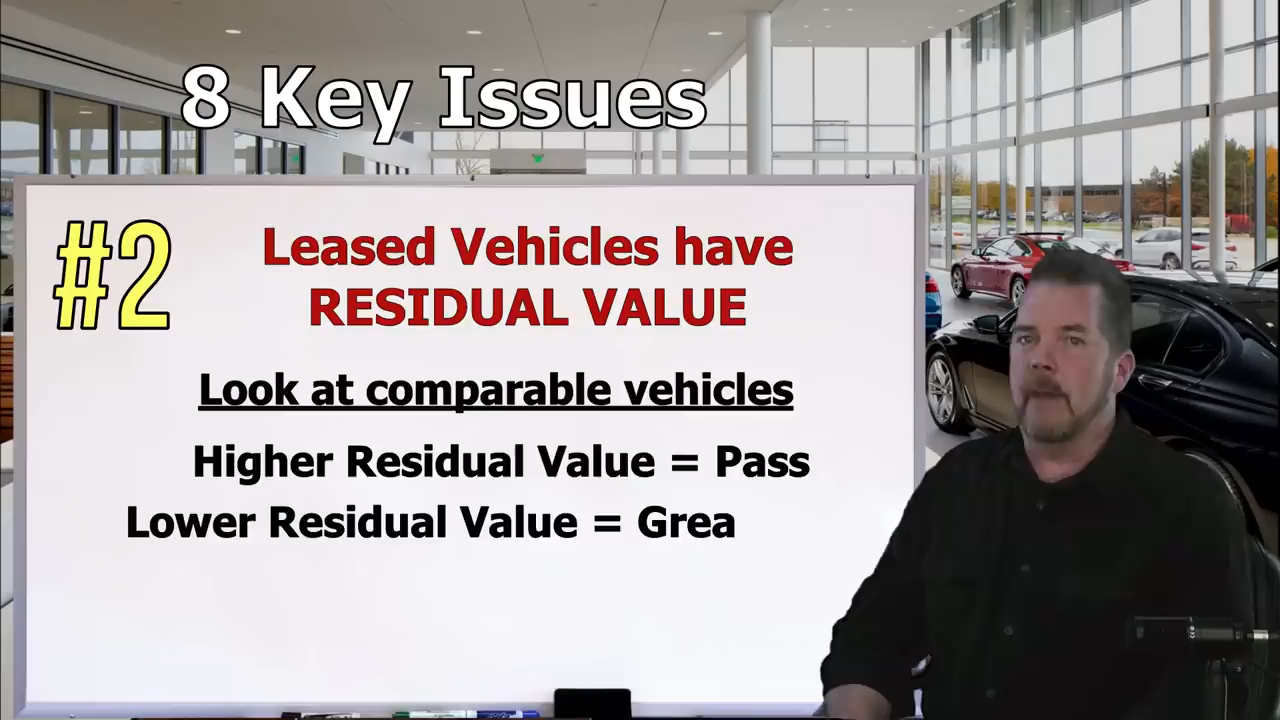 8 Key Issues
#2
Leased Vehicles have
RESIDUAL VALUE
Look at comparable vehicles
Higher Residual Value = Pass
Lower Residual Value = Grea